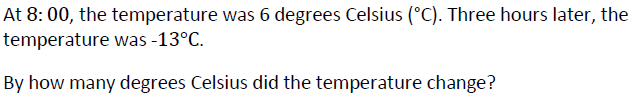 At 8: 00, the temperature was 6 degrees Celsius (°C). Three hours later, the
temperature was -13°C.
By how many degrees Celsius did the temperature change?